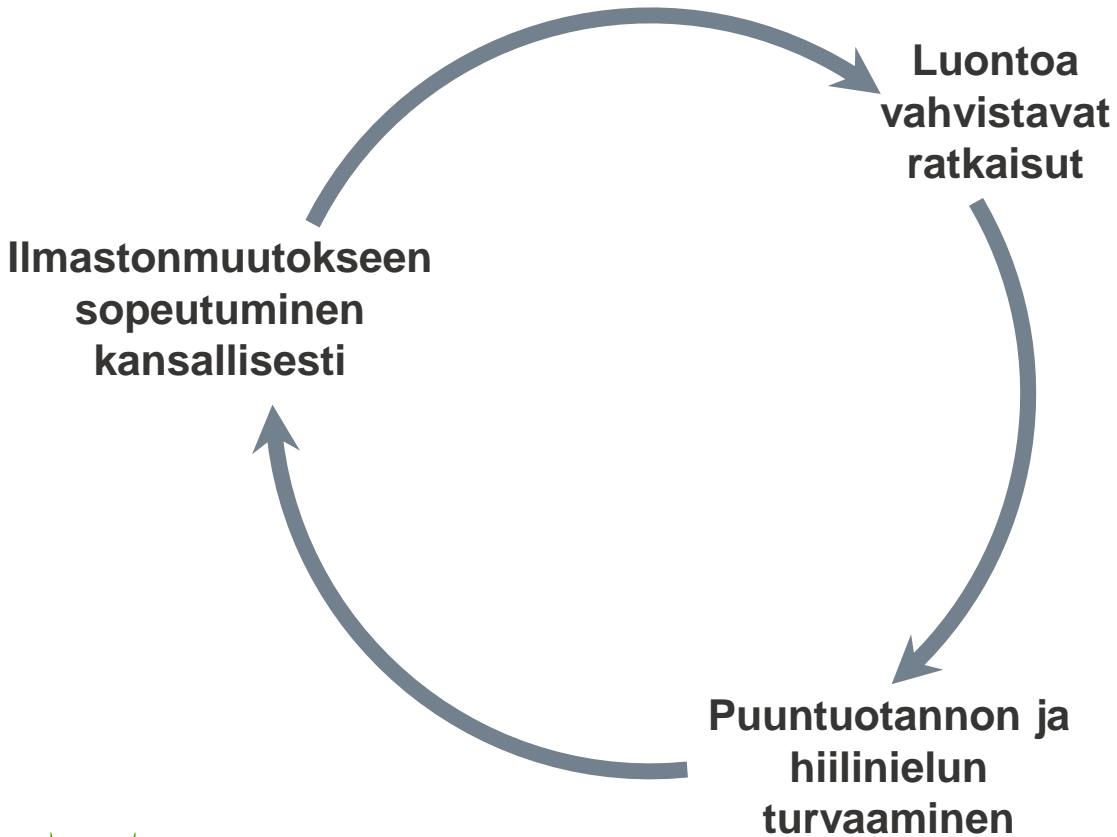 Luontoa
vahvistavat
ratkaisut
Ilmastonmuutokseen
sopeutuminen
kansallisesti
Puuntuotannon ja
hiilinielun
turvaaminen